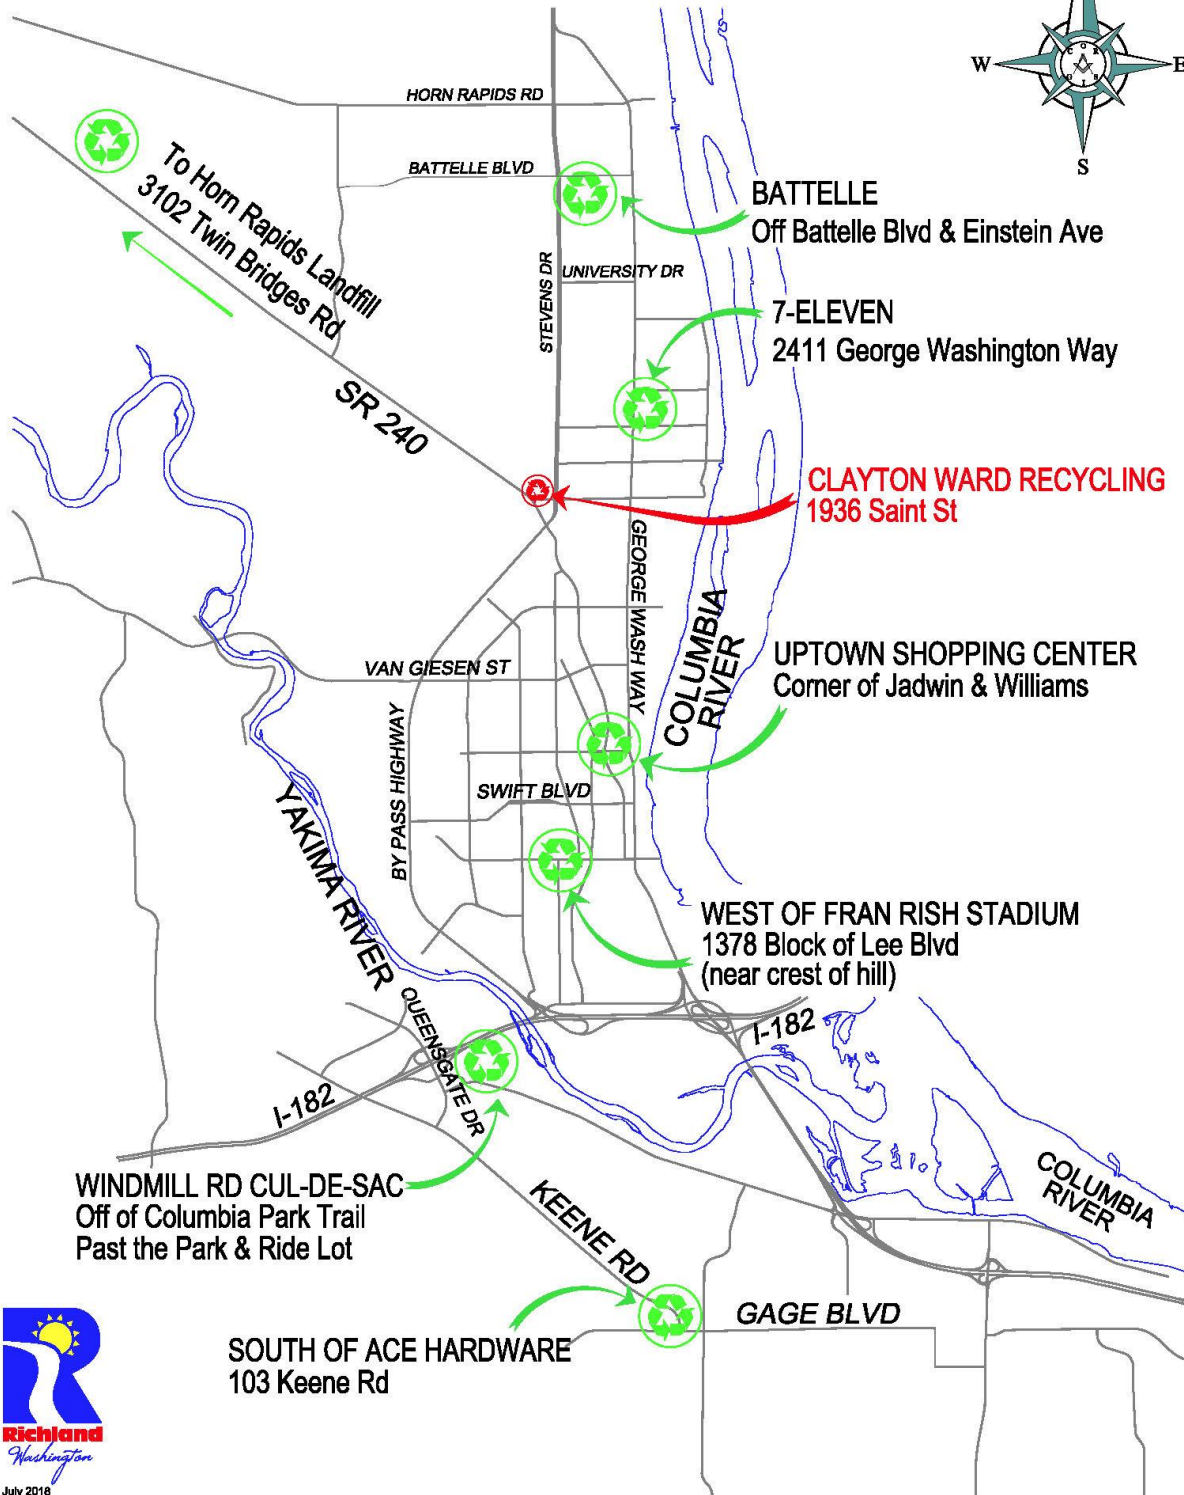 W
E
S
HORN RAPIDS RD
BATTELLE BLVD
To Horn Rapids Landfill
3102 Twin Bridges Rd
BATTELLE
Off Battelle Blvd & Einstein Ave
STEVENS DR
UNIVERSITY DR
7-ELEVEN
2411 George Washington Way
SR 240
CLAYTON WARD RECYCLING
1936 Saint St
GEORGE WASH WAY
COLUMBIA
RIVER
VAN GIESEN ST
UPTOWN SHOPPING CENTER
Corner of Jadwin & Williams
BY PASS HIGHWAY
SWIFT BLVD
YAKIMA RIVER
WEST OF FRAN RISH STADIUM
1378 Block of Lee Blvd
(near crest of hill)
QUEENSGATE DR
I-182
I-182
WINDMILL RD CUL-DE-SAC
Off of Columbia Park Trail
Past the Park & Ride Lot
KEENE RD
COLUMBIA
RIVER
GAGE BLVD
SOUTH OF ACE HARDWARE
103 Keene Rd
Richland
Washington
July 2018